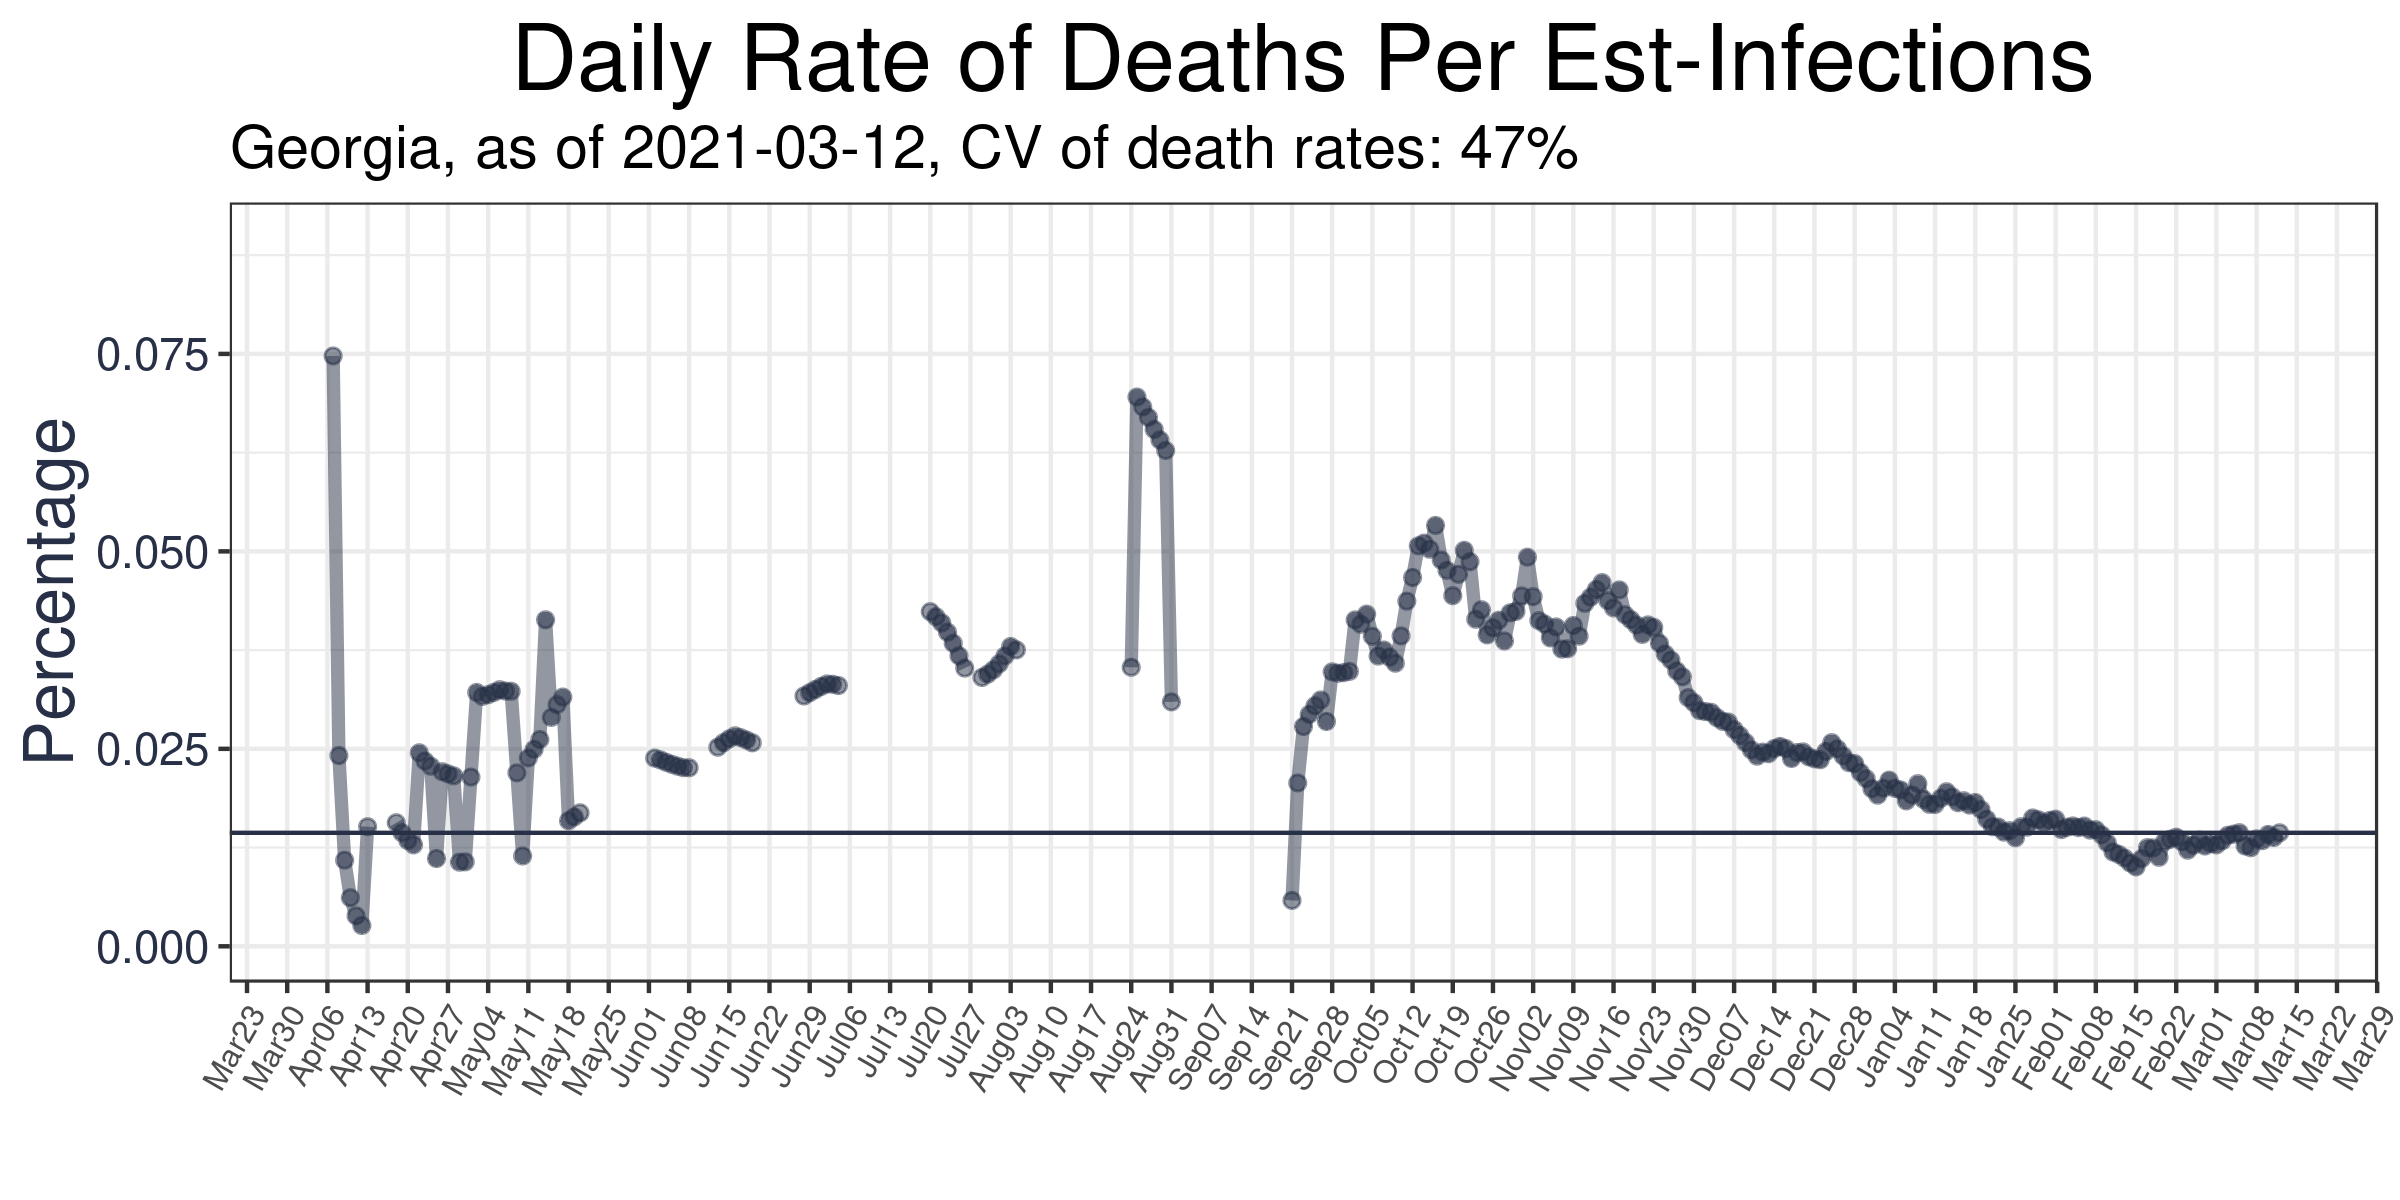 Daily Rate of Deaths Per Est-Infections
Georgia, as of 2021-03-12, CV of death rates: 47%
Percentage
0.075
0.050
0.025
0.000
Mar23 Mar30 Apr06 Apr13 Apr20 Apr27 May04 May11 May18 May25 Jun01 Jun08 Jun15 Jun22 Jun29 Jul06 Jul13 Jul20 Jul27 Aug03 Aug10 Aug17 Aug24 Aug31 Sep07 Sep14 Sep21 Sep28 Oct05 Oct12 Oct19 Oct26 Nov02 Nov09 Nov16 Nov23 Nov30 Dec07 Dec14 Dec21 Dec28 Jan04 Jan11 Jan18 Jan25 Feb01 Feb08 Feb15 Feb22 Mar01 Mar08 Mar15 Mar22 Mar29